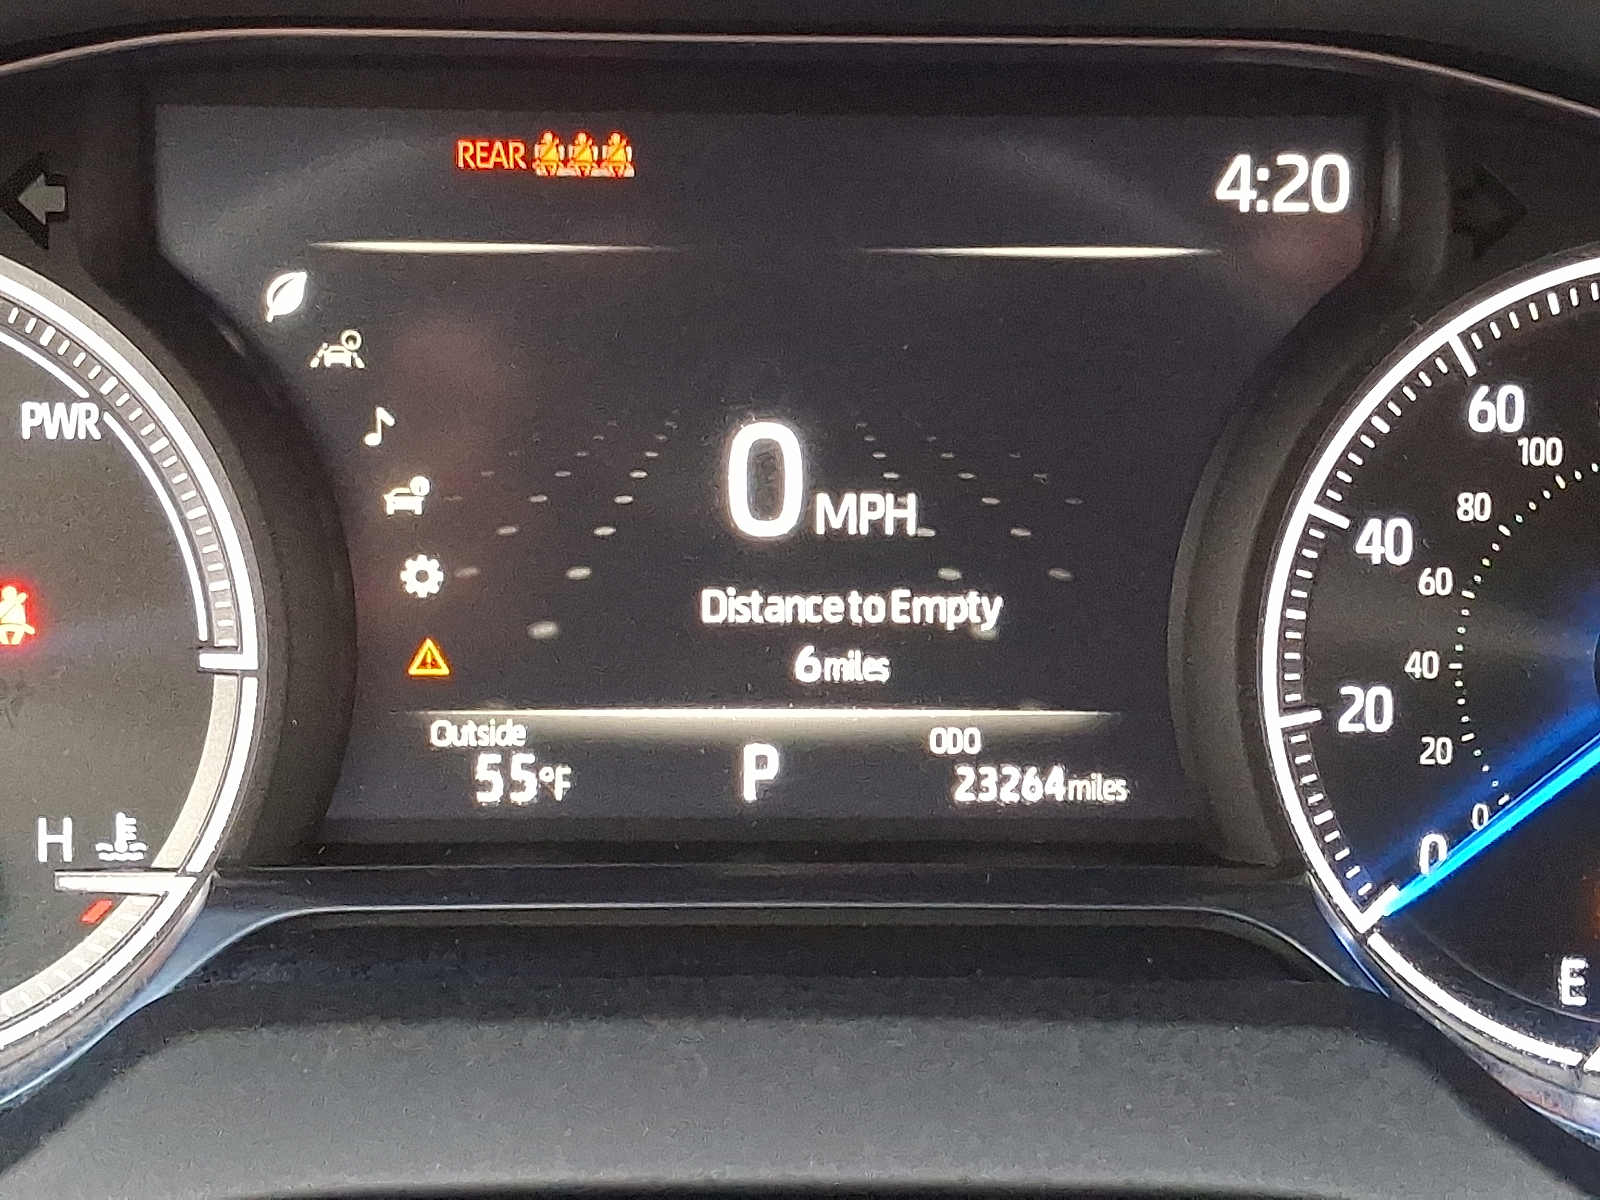 REAR
4:20
PWR
60
100
80
0 MPH
40
60
Distance to Empty
6 miles
40
20
20
Outside
55°F
P
ODO
23264 miles
H
0
0
E